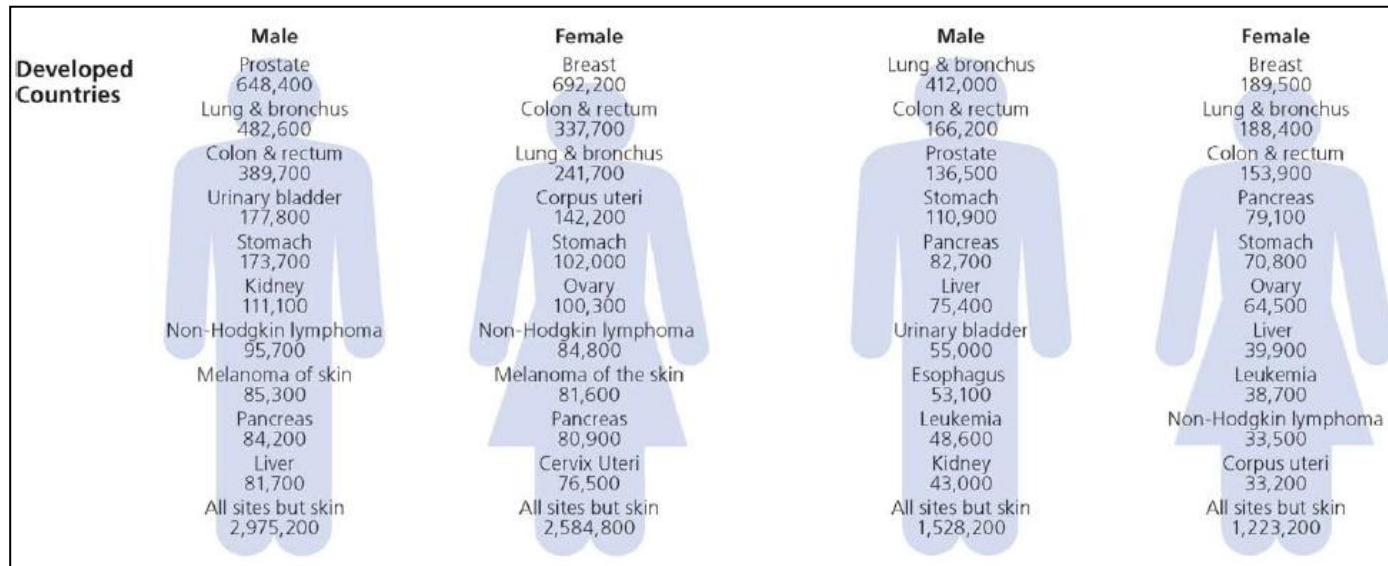 Developed
Countries
Male
Prostate
648,400
Lung & bronchus
482,600
Colon & rectum
389,700
Urinary bladder
177,800
Stomach
173,700
Kidney
111,100
Non-Hodgkin lymphoma
95,700
Melanoma of skin
85,300
Pancreas
84,200
Liver
81,700
All sites but skin
2,975,200
Female
Breast
692,200
Colon & rectum
337,700
Lung & bronchus
241,700
Corpus uteri
142,200
Stomach
102,000
Ovary
100,300
Non-Hodgkin lymphoma
84,800
Melanoma of the skin
81,600
Pancreas
80,900
Cervix Uteri
76,500
All sites but skin
2,584,800
Male
Lung & bronchus
412,000
Colon & rectum
166,200
Prostate
136,500
Stomach
110,900
Pancreas
82,700
Liver
75,400
Urinary bladder
55,000
Esophagus
53,100
Leukemia
48,600
Kidney
43,000
All sites but skin
1,528,200
Female
Breast
189,500
Lung & bronchus
188,400
Colon & rectum
153,900
Pancreas
79,100
Stomach
70,800
Ovary
64,500
Liver
39,900
Leukemia
38,700
Non-Hodgkin lymphoma
33,500
Corpus uteri
33,200
All sites but skin
1,223,200